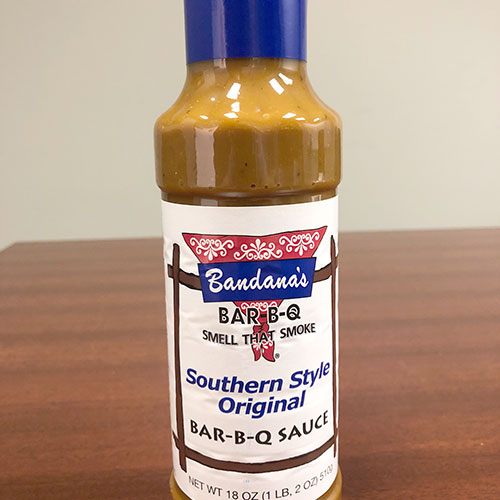 Bandana's
BAR-B-Q
SMELL THAT SMOKE
®
Southern Style
Original
BAR-B-Q SAUCE
NET WT 18 OZ (1 LB, 2 OZ) 510g